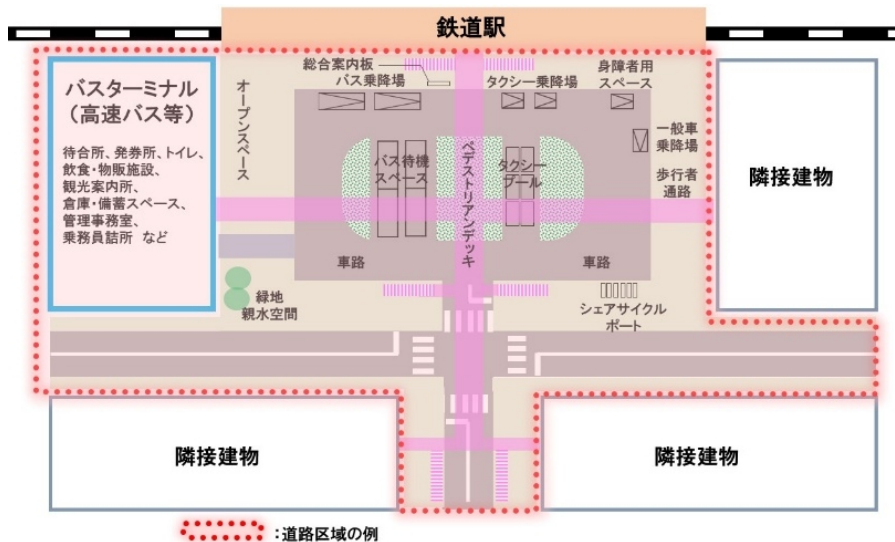 鉄道駅
バスターミナル
（高速バス等）
待合所、発券所、トイレ、
飲食・物販施設、
観光案内所、
倉庫・備蓄スペース、
管理事務室、
乗務員詰所 など
オープンスペース
総合案内板
バス乗降場
タクシー乗降場
身障者用
スペース
一般車
乗降場
歩行者
通路
バス待機
スペース
ペデストリアンデッキ
タクシー
プール
車路
車路
緑地
親水空間
シェアサイクル
ポート
隣接建物
隣接建物
隣接建物
：道路区域の例